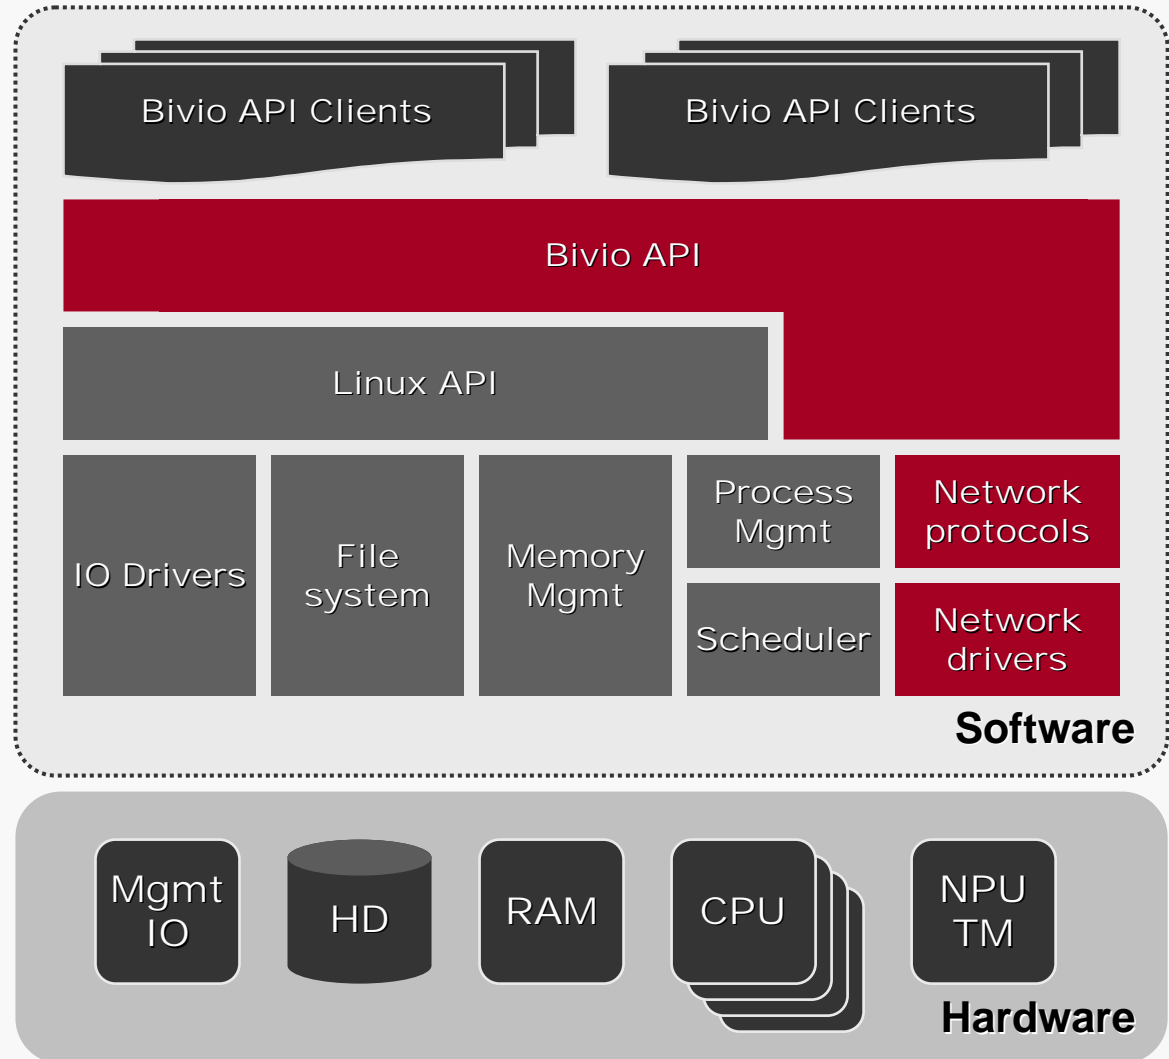 Bivio API Clients
Bivio API Clients
Bivio API
Linux API
IO Drivers
File
system
Memory
Mgmt
Process
Mgmt
Scheduler
Network
protocols
Network
drivers
Software
Mgmt
IO
HD
RAM
CPU
NPU
TM
Hardware